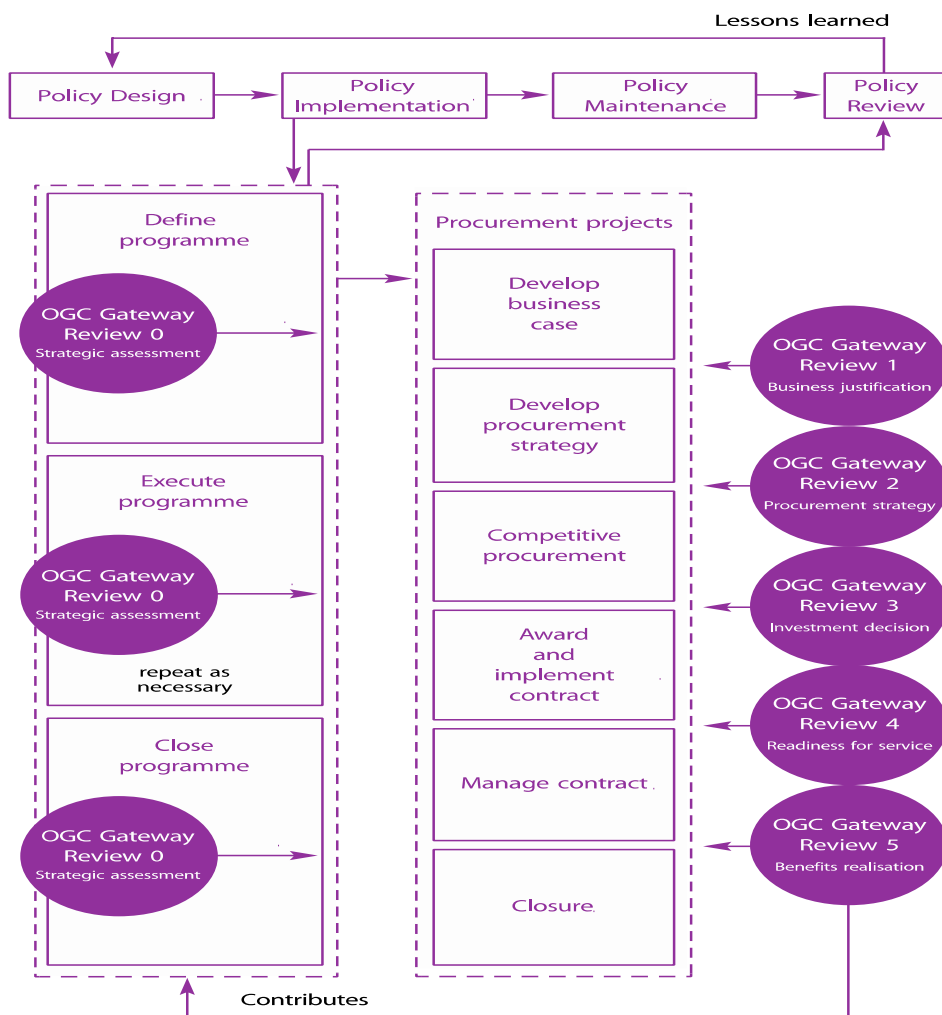 Lessons learned
Policy Design
Policy
Implementation
Policy
Maintenance
Policy
Review
Define
programme
OGC Gateway
Review 0
Strategic assessment
Execute
programme
OGC Gateway
Review 0
Strategic assessment
repeat as
necessary
Close
programme
OGC Gateway
Review 0
Strategic assessment
Contributes
Procurement projects
Develop
business
case
Develop
procurement
strategy
Competitive
procurement
Award
and
implement
contract
Manage contract
Closure
OGC Gateway
Review 1
Business justification
OGC Gateway
Review 2
Procurement strategy
OGC Gateway
Review 3
Investment decision
OGC Gateway
Review 4
Readiness for service
OGC Gateway
Review 5
Benefits realisation